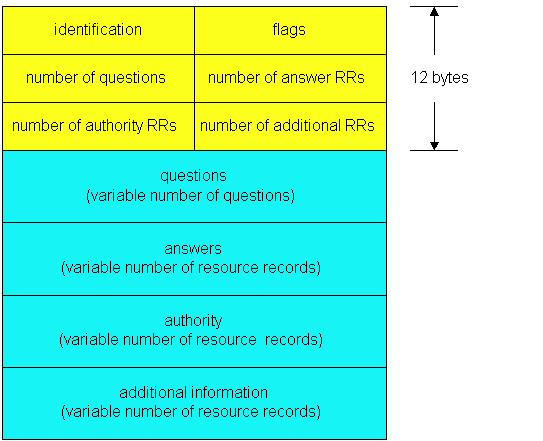 identification
flags
number of questions
number of answer RRs
12 bytes
number of authority RRs
number of additional RRs
questions
(variable number of questions)
answers
(variable number of resource records)
authority
(variable number of resource  records)
additional information
(variable number of resource records)